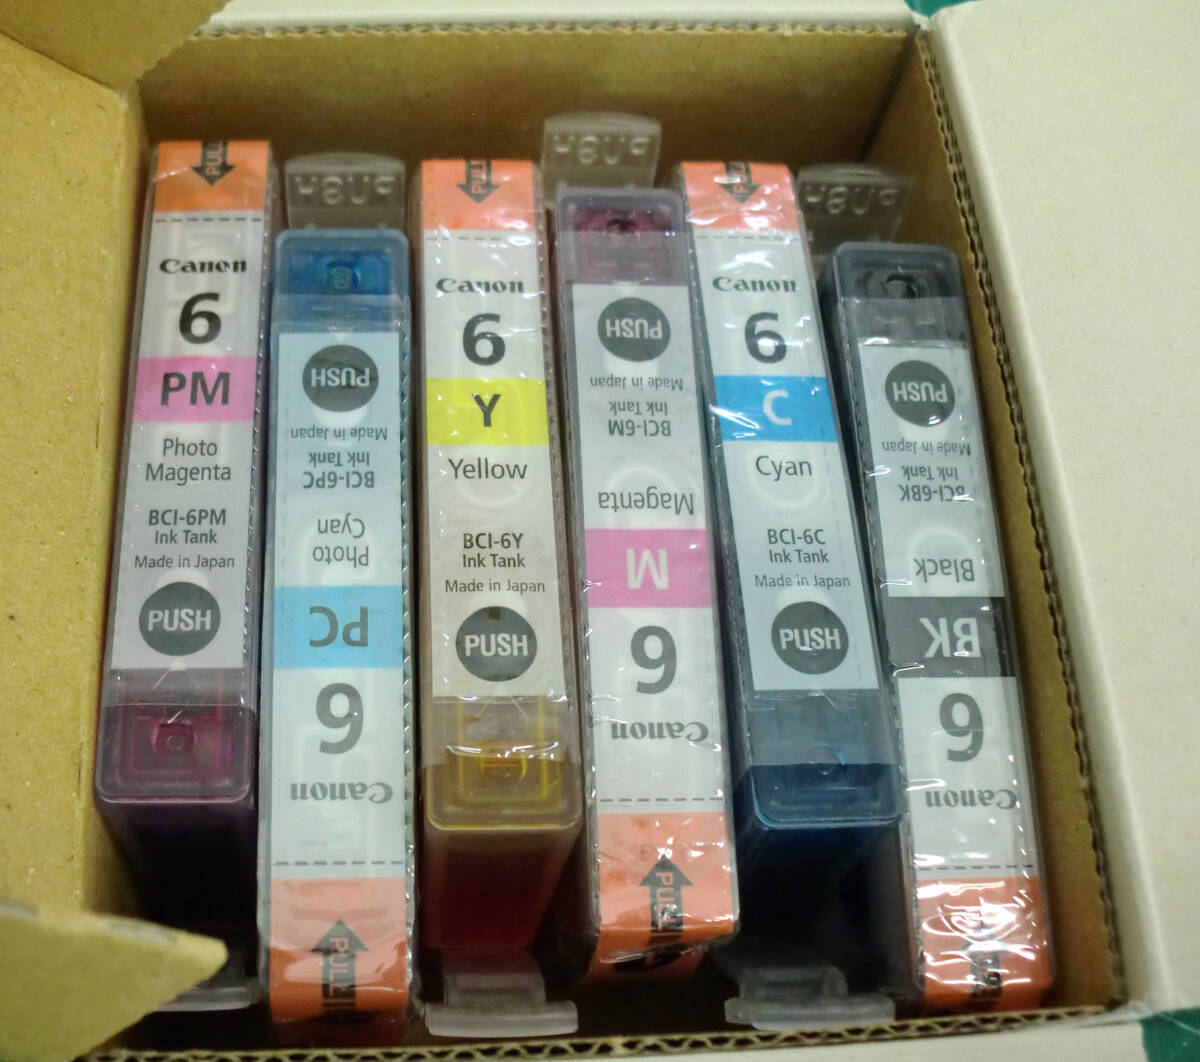 PULL
Canon
6
PM
Photo
Magenta
BCI-6PM
Ink Tank
Made in Japan
PUSH
PUSH
Canon
6
PC
Photo
Cyan
BCI-6PC
Ink Tank
Made in Japan
PUSH
PULL
PULL
Canon
6
Y
Yellow
BCI-6Y
Ink Tank
Made in Japan
PUSH
PUSH
PULL
Canon
6
M
Magenta
BCI-6M
Ink Tank
Made in Japan
PUSH
PULL
Canon
6
C
Cyan
BCI-6C
Ink Tank
Made in Japan
PUSH
PUSH
Canon
6
BK
Black
BCI-6BK
Ink Tank
Made in Japan
PUSH